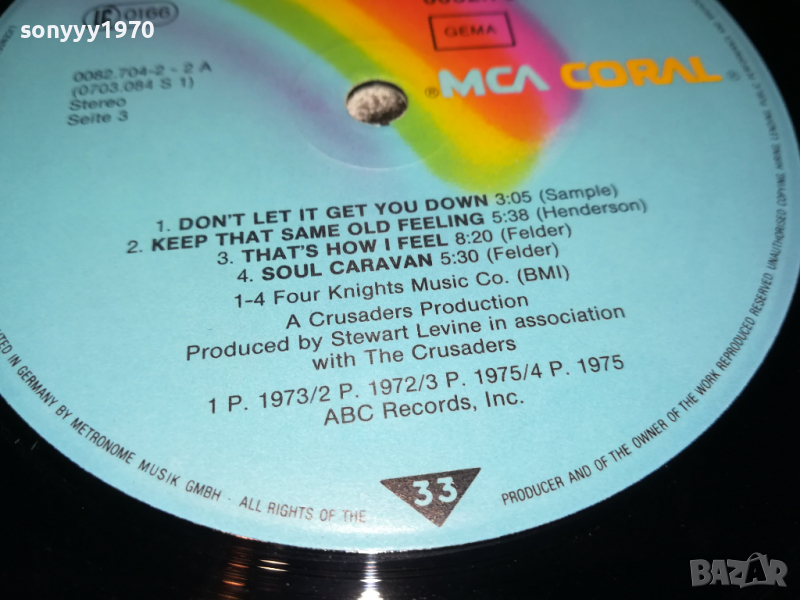 sonyyy1970
LC 0166
GEMA
0082.704-2 - 2 A
(0703.084 S 1)
Stereo
Seite 3
® MCA CORAL ®
1. DON'T LET IT GET YOU DOWN 3:05 (Sample)
2. KEEP THAT SAME OLD FEELING 5:38 (Henderson)
3. THAT'S HOW I FEEL 8:20 (Felder)
4. SOUL CARAVAN 5:30 (Felder)
1-4 Four Knights Music Co. (BMI)
A Crusaders Production
Produced by Stewart Levine in association
with The Crusaders
1 P. 1973/2 P. 1972/3 P. 1975/4 P. 1975
ABC Records, Inc.
33
IN GERMANY BY METRONOME MUSIK GMBH · ALL RIGHTS OF THE
PRODUCER AND OF THE OWNER OF THE WORK REPRODUCED RESERVED. UNAUTHORISED COPYING
BAZAR